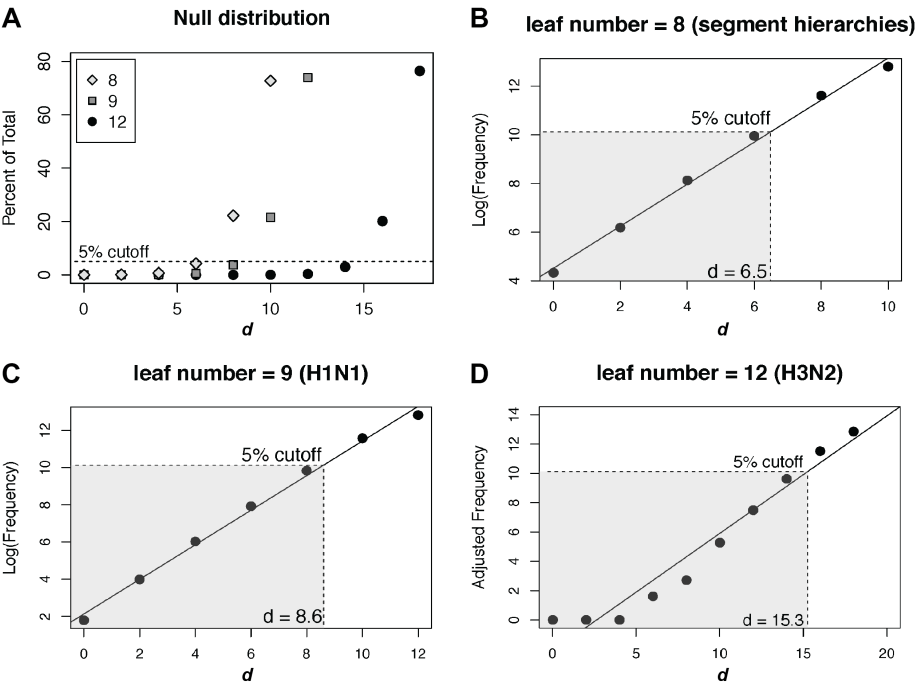 A
Null distribution
Percent of Total
80
60
40
20
0
8
9
12
5% cutoff
0 5 10 15
d
B
leaf number = 8 (segment hierarchies)
Log(Frequency)
12
10
8
6
4
5% cutoff
d = 6.5
0 2 4 6 8 10
d
C
leaf number = 9 (H1N1)
Log(Frequency)
12
10
8
6
4
2
5% cutoff
d = 8.6
0 2 4 6 8 10 12
d
D
leaf number = 12 (H3N2)
Adjusted Frequency
14
12
10
8
6
4
2
0
5% cutoff
d = 15.3
0 5 10 15 20
d